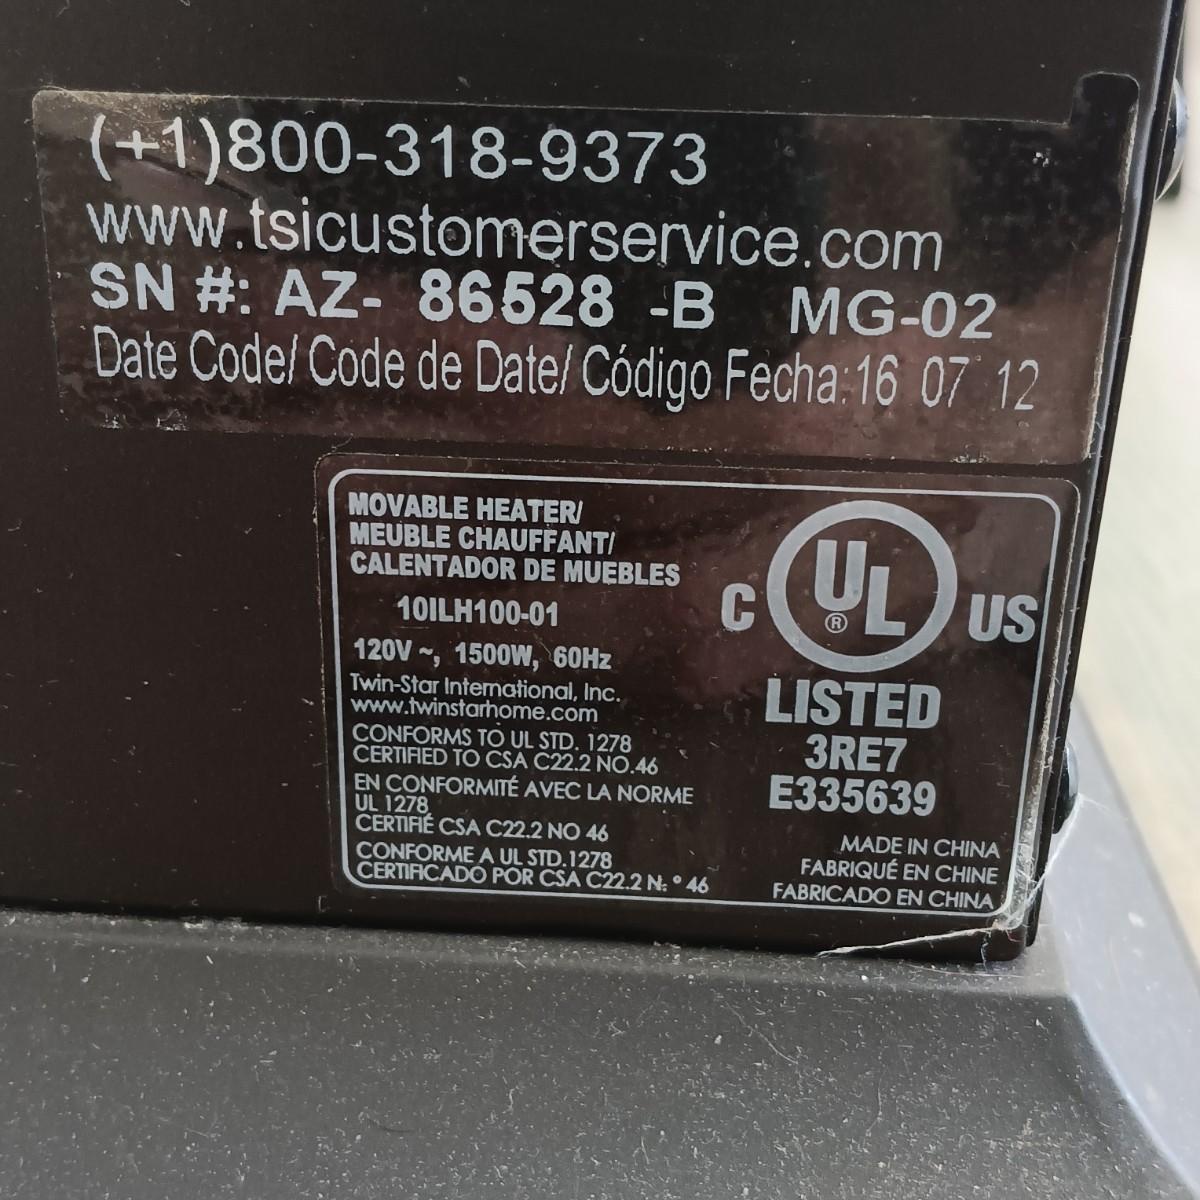 (+1)800-318-9373
www.tsicustomerservice.com
SN #: AZ- 86528 -B MG-02
Date Code/ Code de Date/ Código Fecha:16 07 12
MOVABLE HEATER/
MEUBLE CHAUFFANT/
CALENTADOR DE MUEBLES
10ILH100-01
120V ~, 1500W, 60Hz
Twin-Star International, Inc.
www.twinstarhome.com
CONFORMS TO UL STD. 1278
CERTIFIED TO CSA C22.2 NO.46
EN CONFORMITÉ AVEC LA NORME
UL 1278
CERTIFIÉ CSA C22.2 NO 46
CONFORME A UL STD.1278
CERTIFICADO POR CSA C22.2 N. ° 46
C UL ® US
LISTED
3RE7
E335639
MADE IN CHINA
FABRIQUÉ EN CHINE
FABRICADO EN CHINA